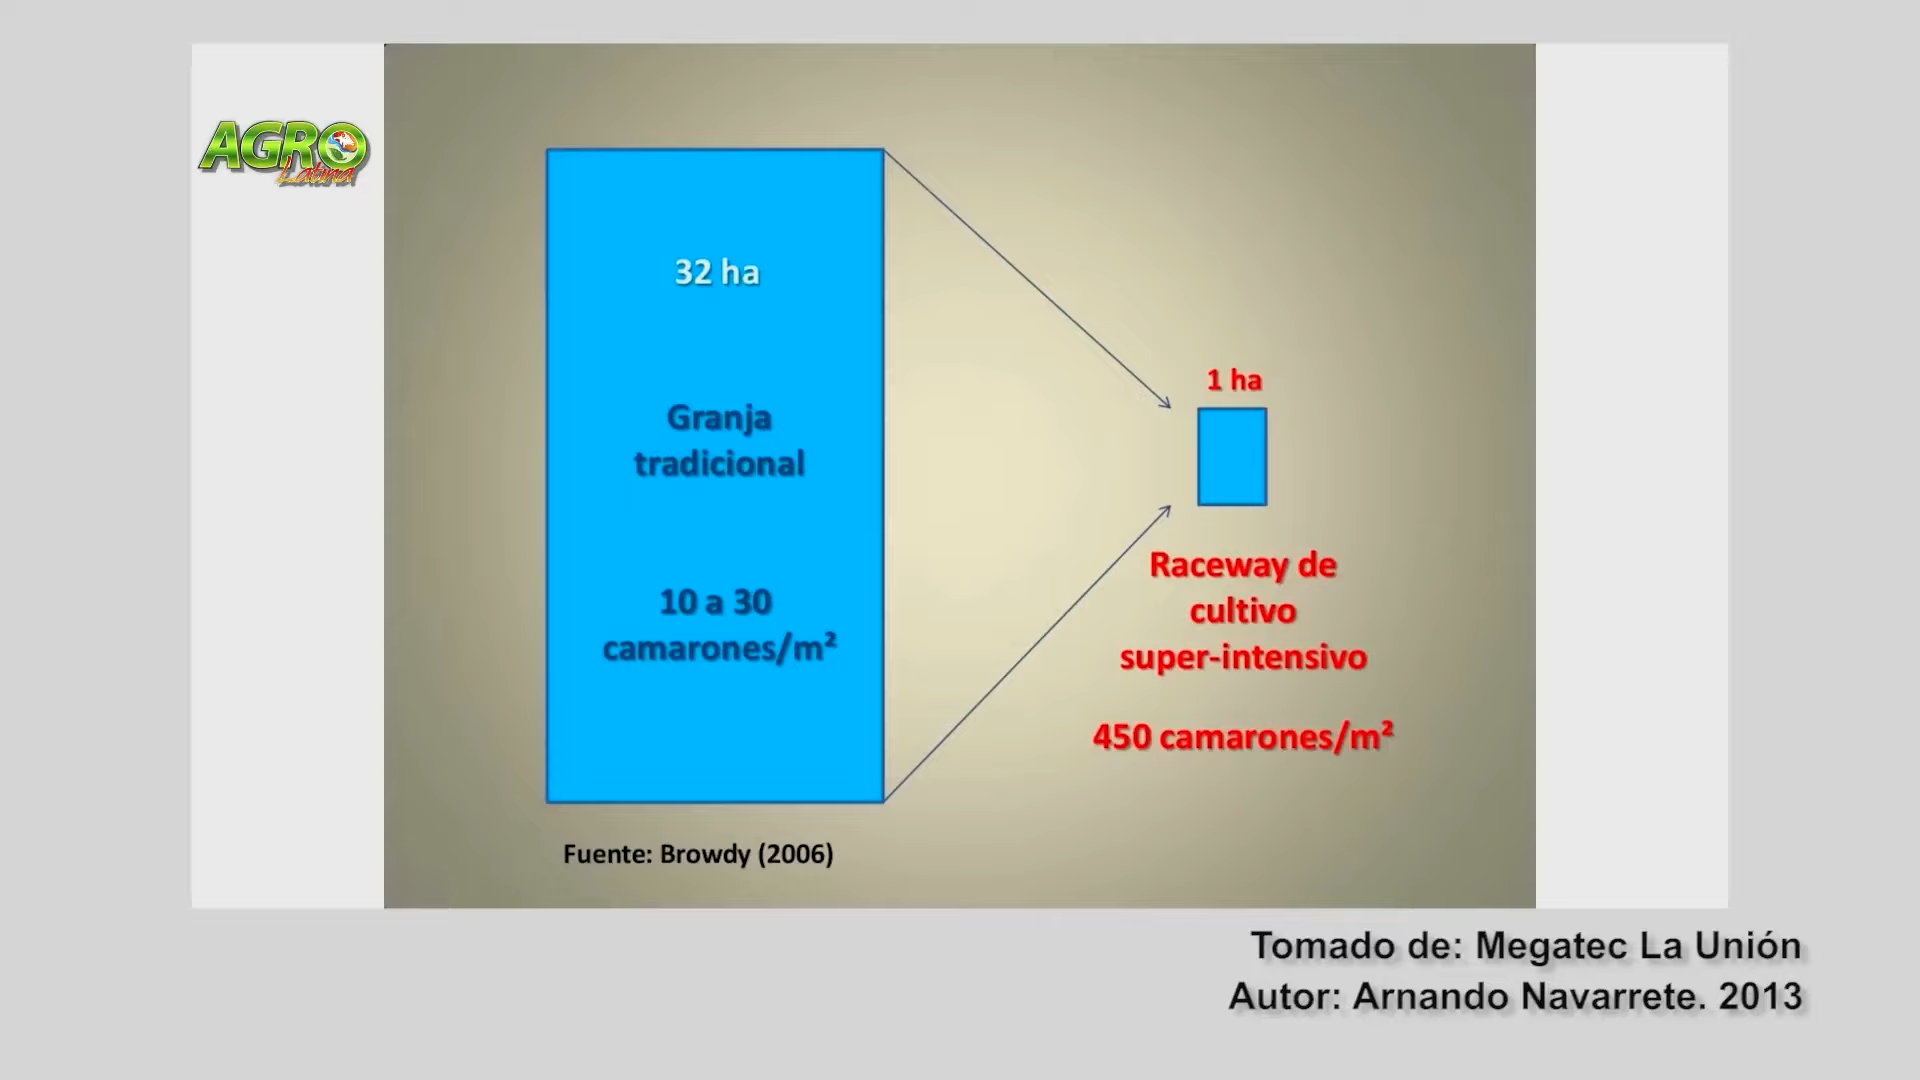 AGRO
Latina
32 ha
Granja
tradicional
10 a 30
camarones/m²
1 ha
Raceway de
cultivo
super-intensivo
450 camarones/m²
Fuente: Browdy (2006)
Tomado de: Megatec La Unión
Autor: Arnando Navarrete. 2013